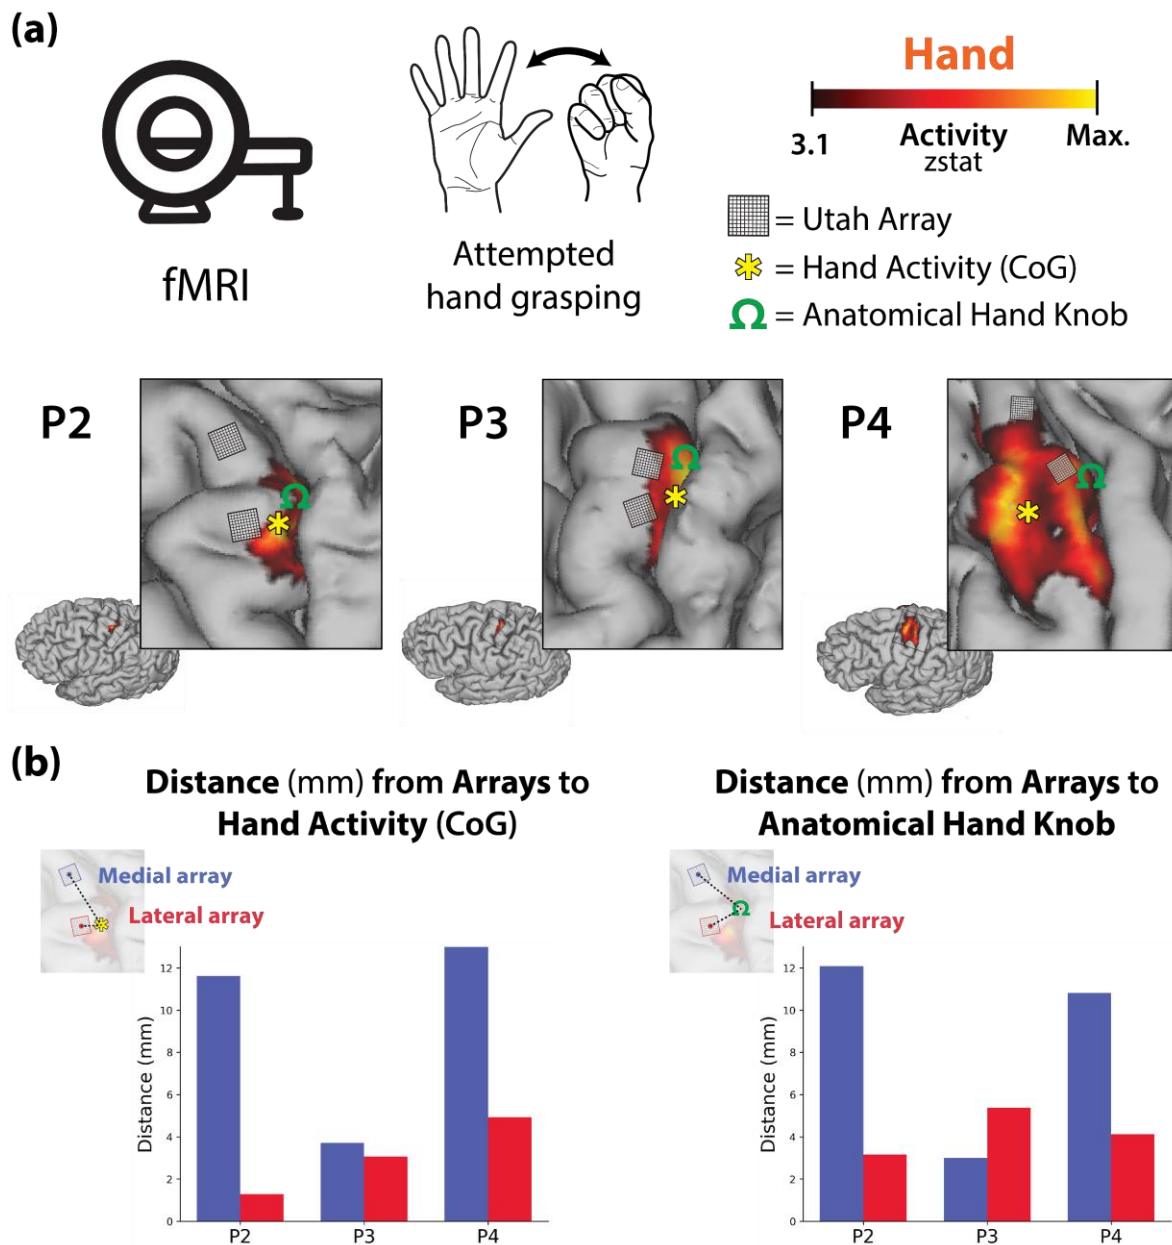 (a)
Hand
3.1 Activity Max.
zstat
= Utah Array
= Hand Activity (CoG)
Ω = Anatomical Hand Knob
fMRI
Attempted
hand grasping
P2
Ω
P3
Ω
P4
Ω
(b)
Distance (mm) from Arrays to
Hand Activity (CoG)
Medial array
Lateral array
Distance (mm)
12
10
8
6
4
2
0
P2 P3 P4
Distance (mm) from Arrays to
Anatomical Hand Knob
Medial array
Ω
Lateral array
Distance (mm)
12
10
8
6
4
2
0
P2 P3 P4